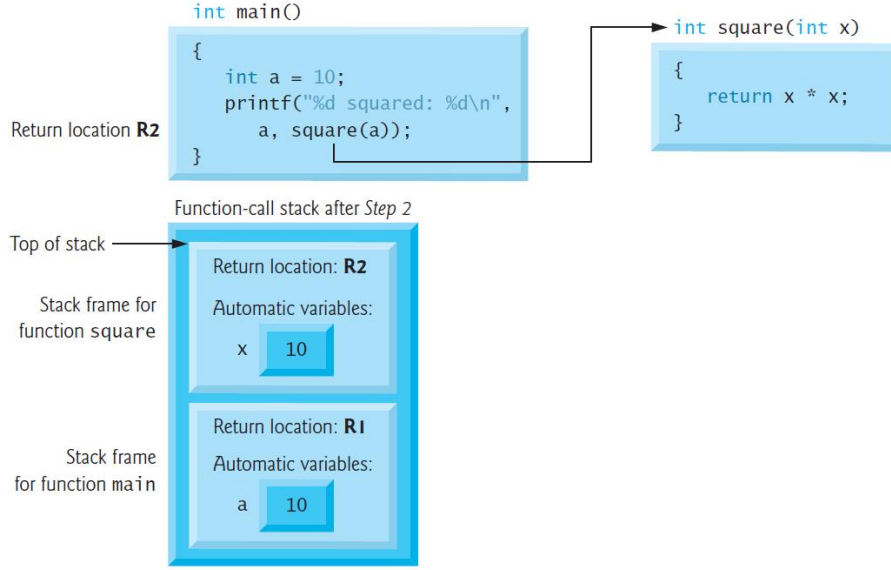 int main()
{
int a = 10;
printf("%d squared: %d\n",
a, square(a));
}
Return location R2
int square(int x)
{
return x * x;
}
Function-call stack after Step 2
Top of stack
Return location: R2
Automatic variables:
x 10
Stack frame for
function square
Return location: R1
Automatic variables:
a 10
Stack frame
for function main